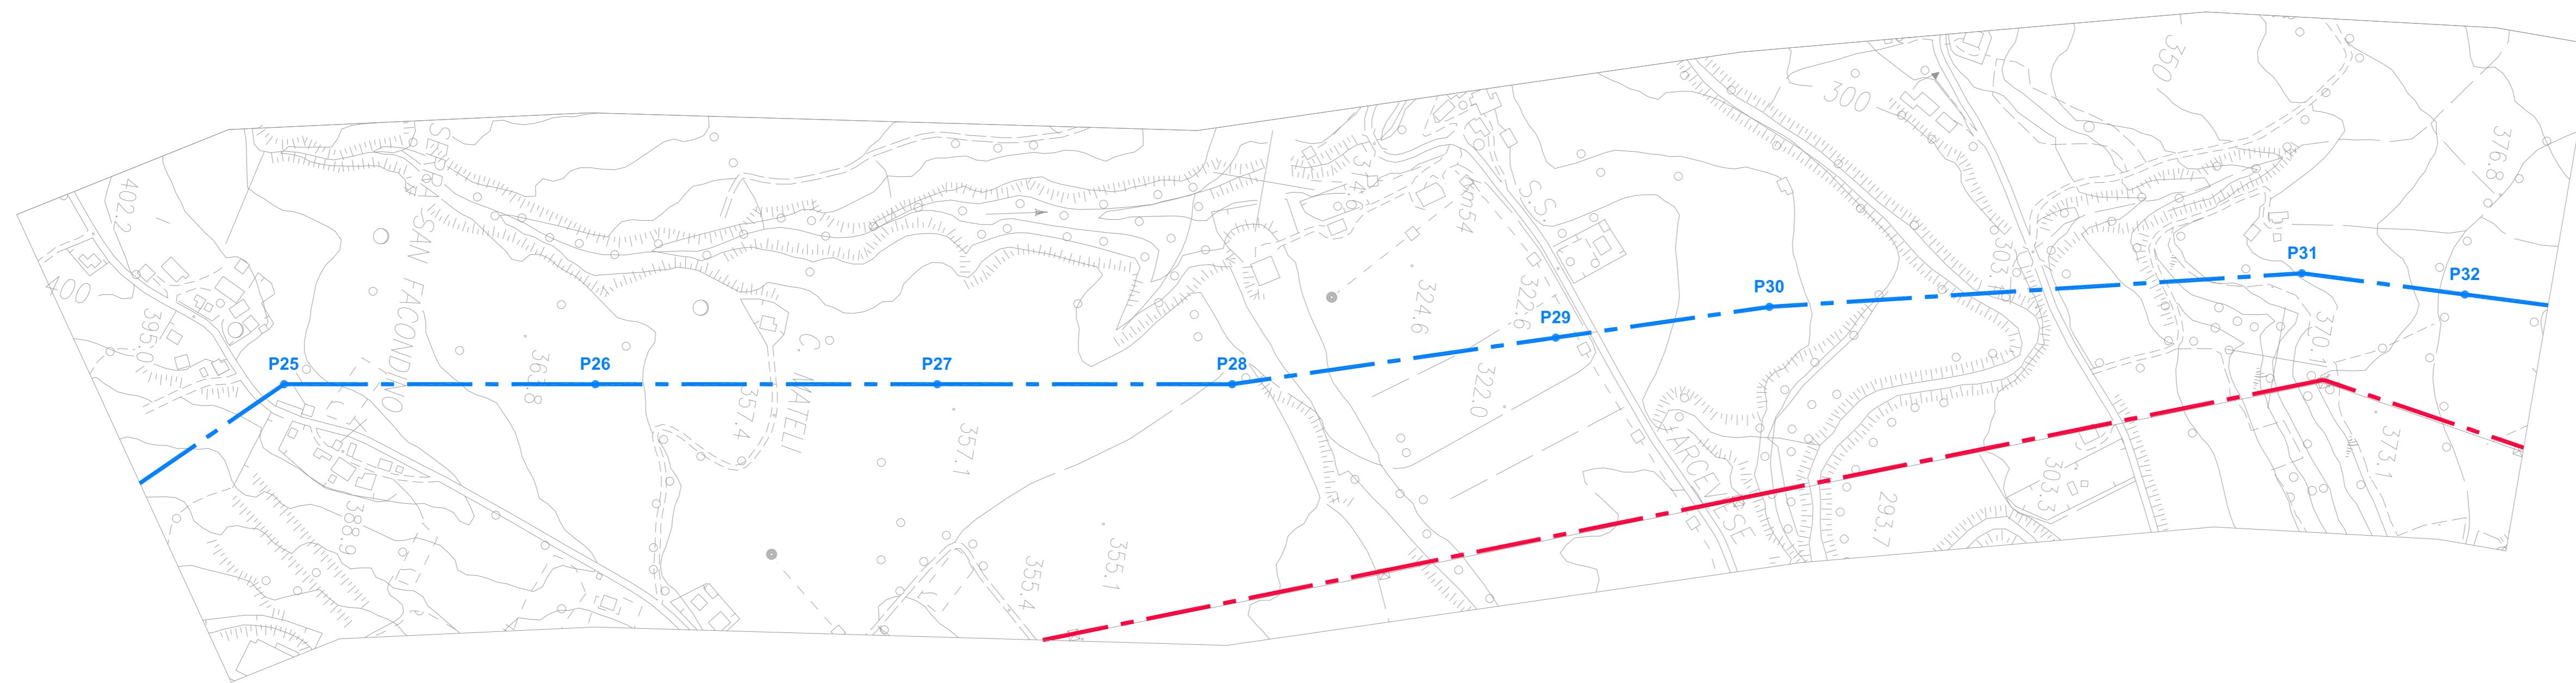 402.2
400
395.0
P25
SAN FACONDINO
388.9
P26
357.4
C. MATELI
P27
357.1
355.4
355.1
P28
Km54
S.S.
324.6
322.6
322.0
P29
ARCEVIESE
P30
300
293.7
303.3
350
P31
373.1
P32
376.8